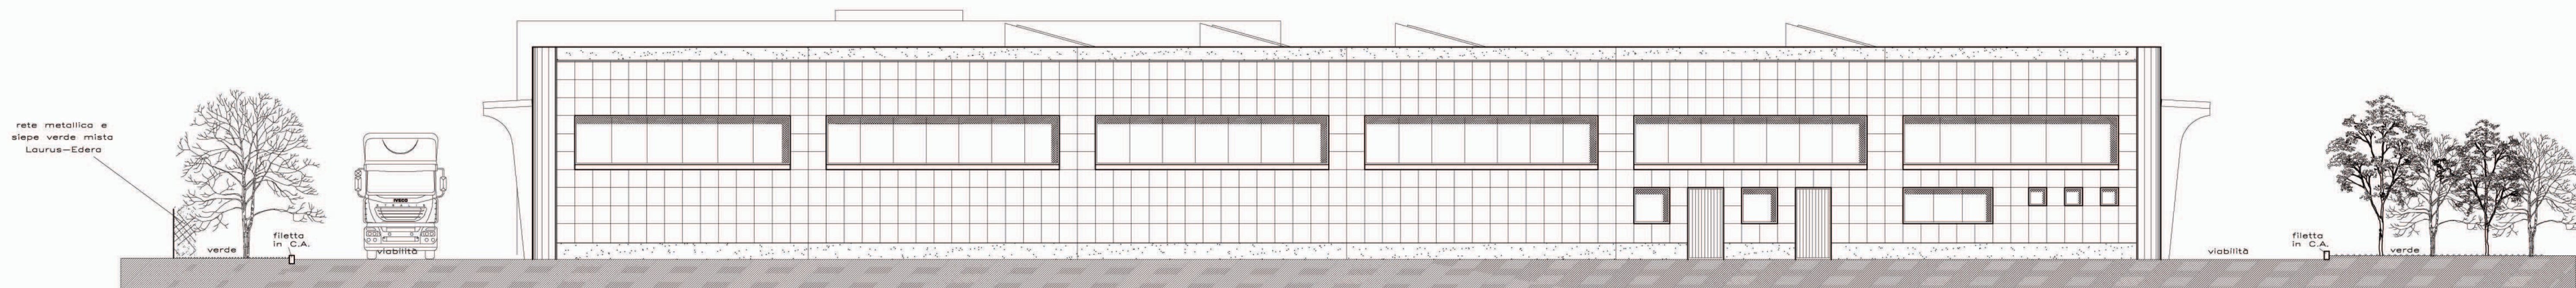 rete metallica e
siepe verde mista
Laurus—Edera
verde
filetta
in C.A.
IVECO
viabilità
viabilità
filetta
in C.A.
verde